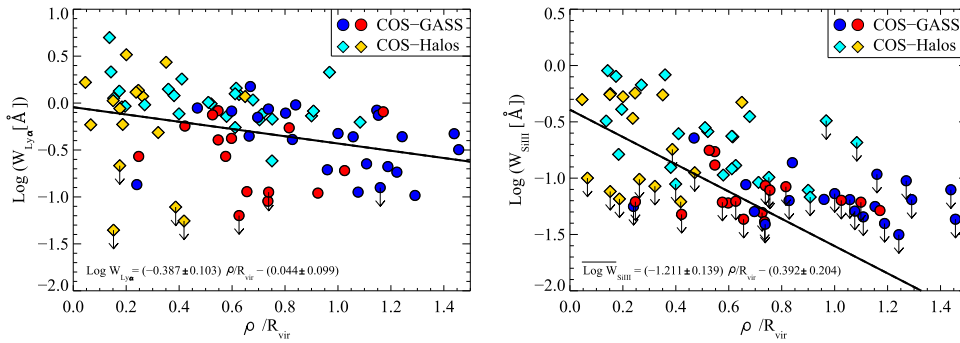 COS−GASS
COS−Halos
1.0
0.5
0.0
−0.5
−1.0
−1.5
−2.0
Log (W_Lyα [Å])
Log W_Lyα = (−0.387±0.103) ρ/R_vir − (0.044±0.099)
0.0 0.2 0.4 0.6 0.8 1.0 1.2 1.4
ρ /R_vir
COS−GASS
COS−Halos
0.5
0.0
−0.5
−1.0
−1.5
−2.0
Log (W_SiIII [Å])
Log W_SiIII = (−1.211±0.139) ρ/R_vir − (0.392±0.204)
0.0 0.2 0.4 0.6 0.8 1.0 1.2 1.4
ρ /R_vir